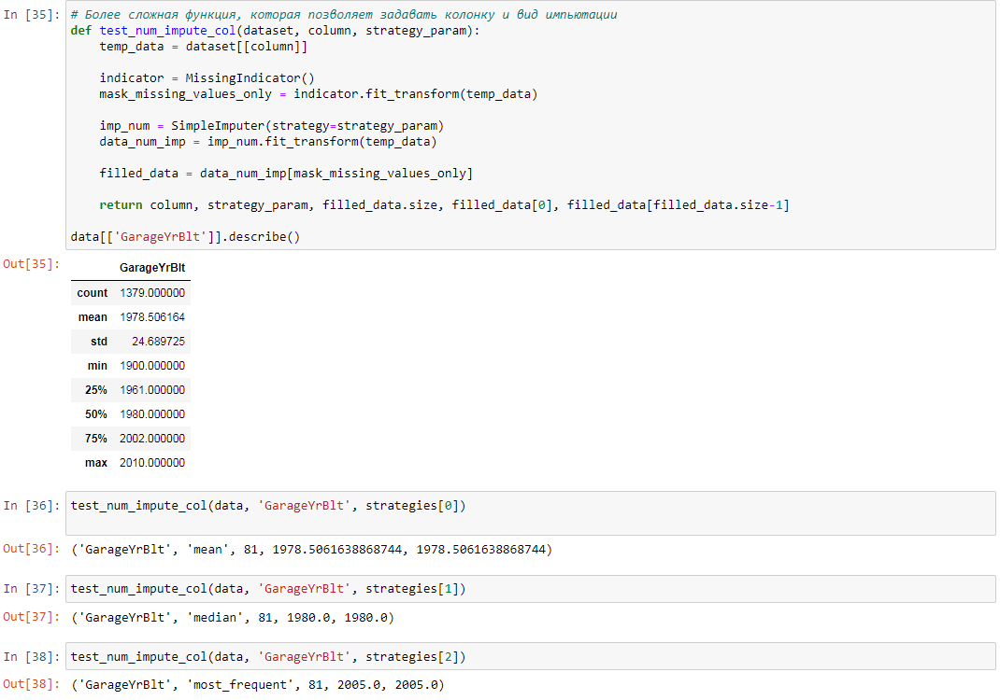 In [35]: # Более сложная функция, которая позволяет задавать колонку и вид импьютации
def test_num_impute_col(dataset, column, strategy_param):
    temp_data = dataset[[column]]
    indicator = MissingIndicator()
    mask_missing_values_only = indicator.fit_transform(temp_data)
    imp_num = SimpleImputer(strategy=strategy_param)
    data_num_imp = imp_num.fit_transform(temp_data)
    filled_data = data_num_imp[mask_missing_values_only]
    return column, strategy_param, filled_data.size, filled_data[0], filled_data[filled_data.size-1]
data[['GarageYrBlt']].describe()
Out[35]:
GarageYrBlt
count 1379.000000
mean 1978.506164
std 24.689725
min 1900.000000
25% 1961.000000
50% 1980.000000
75% 2002.000000
max 2010.000000
In [36]: test_num_impute_col(data, 'GarageYrBlt', strategies[0])
Out[36]: ('GarageYrBlt', 'mean', 81, 1978.5061638868744, 1978.5061638868744)
In [37]: test_num_impute_col(data, 'GarageYrBlt', strategies[1])
Out[37]: ('GarageYrBlt', 'median', 81, 1980.0, 1980.0)
In [38]: test_num_impute_col(data, 'GarageYrBlt', strategies[2])
Out[38]: ('GarageYrBlt', 'most_frequent', 81, 2005.0, 2005.0)